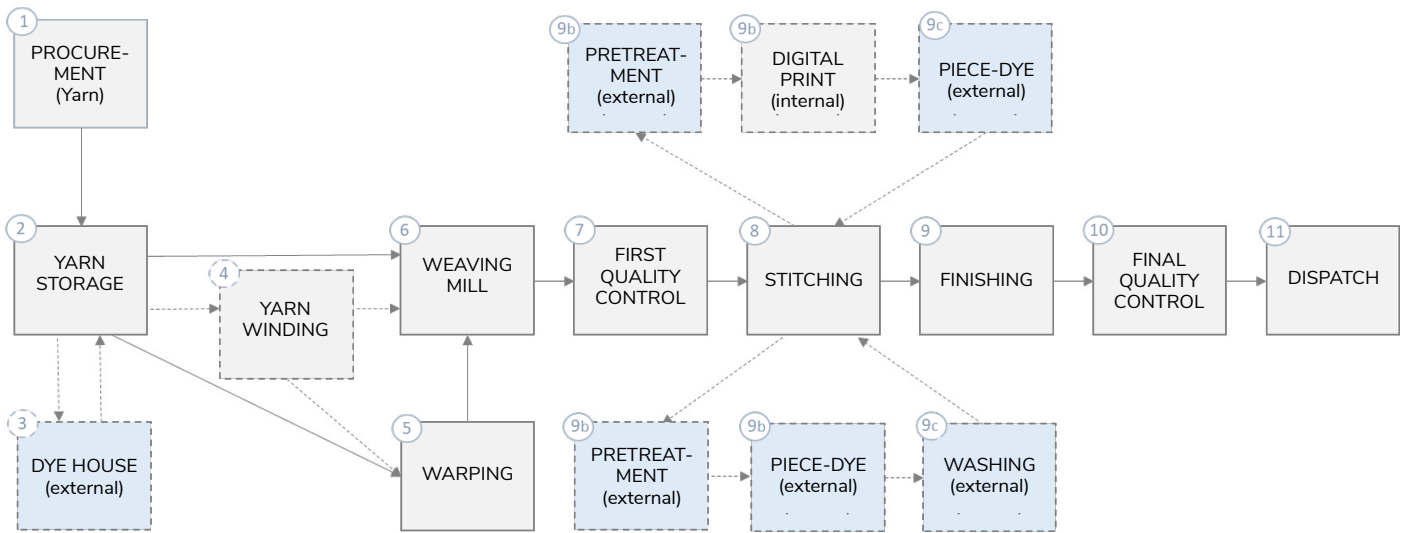 1
PROCURE-
MENT
(Yarn)
9b
PRETREAT-
MENT
(external)
9b
DIGITAL
PRINT
(internal)
9c
PIECE-DYE
(external)
2
YARN
STORAGE
4
YARN
WINDING
6
WEAVING
MILL
7
FIRST
QUALITY
CONTROL
8
STITCHING
9
FINISHING
10
FINAL
QUALITY
CONTROL
11
DISPATCH
3
DYE HOUSE
(external)
5
WARPING
9b
PRETREAT-
MENT
(external)
9b
PIECE-DYE
(external)
9c
WASHING
(external)